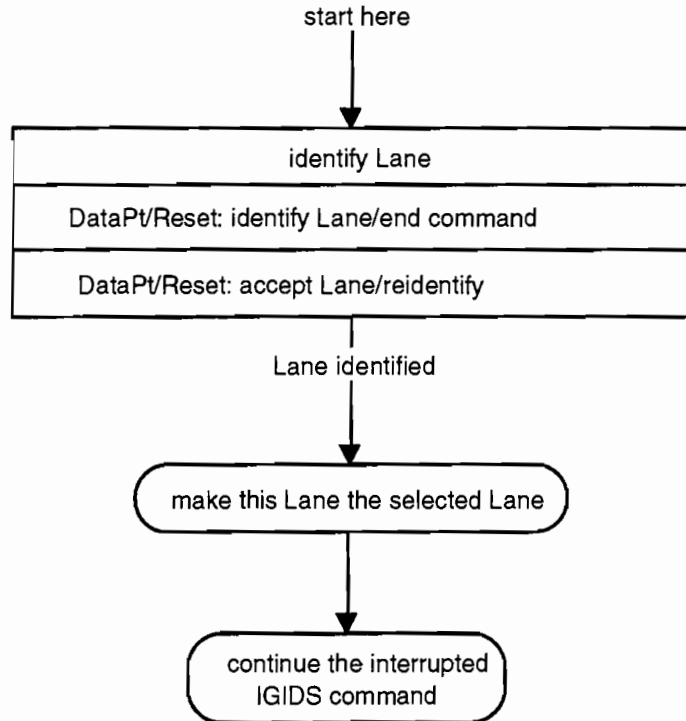 start here
identify Lane
DataPt/Reset: identify Lane/end command
DataPt/Reset: accept Lane/reidentify
Lane identified
make this Lane the selected Lane
continue the interrupted
IGIDS command